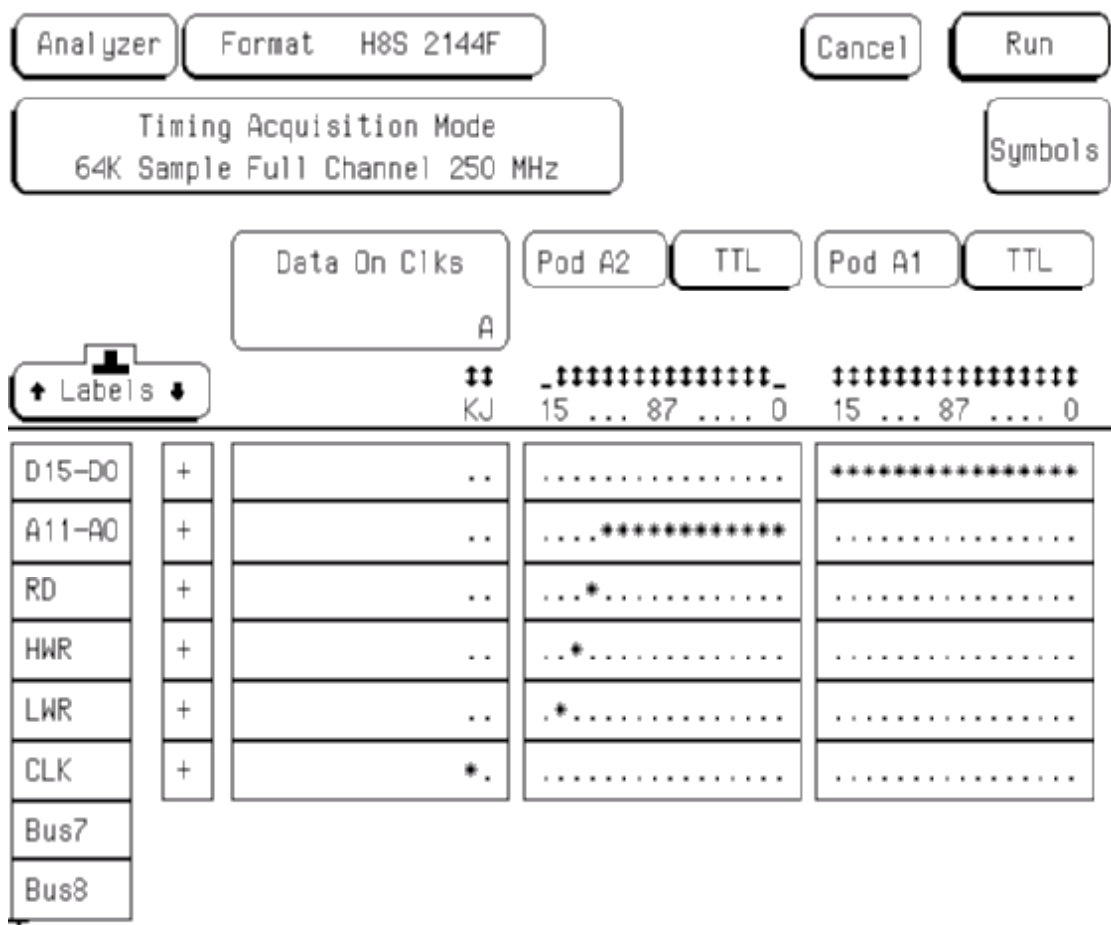 Analyzer Format H8S 2144F Cancel Run
Timing Acquisition Mode
64K Sample Full Channel 250 MHz
Symbols
Data On Clks Pod A2 TTL Pod A1 TTL
A
↑ Labels ↓
_↕↕↕↕↕↕↕↕↕↕↕↕↕↕_ ↕↕↕↕↕↕↕↕↕↕↕↕↕↕↕↕ ↕↕
KJ 15 ... 87 .... 0 15 ... 87 .... 0
D15-D0 + .. ................ ****************
A11-A0 + .. ....************ ................
RD + .. ...*............ ................
HWR + .. ..*............. ................
LWR + .. .*.............. ................
CLK + *. ................ ................
Bus7
Bus8